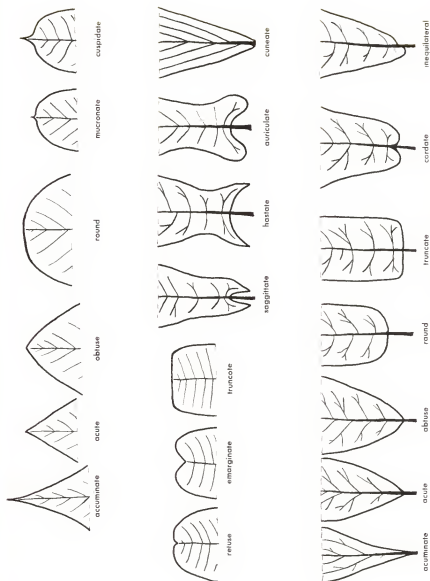 accuminate
acute
obtuse
round
mucronate
cuspidate
retuse
emarginate
truncate
saggitate
hastate
auriculate
cuneate
acuminate
acute
obtuse
round
truncate
cordate
inequilateral